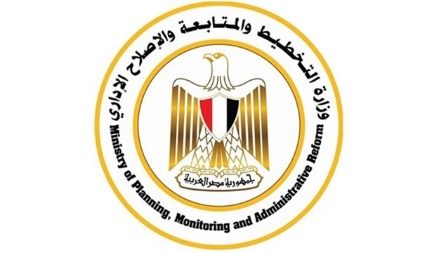 وزارة التخطيط والمتابعة والإصلاح الإداري
جمهورية مصر العربية
Ministry of Planning, Monitoring and Administrative Reform